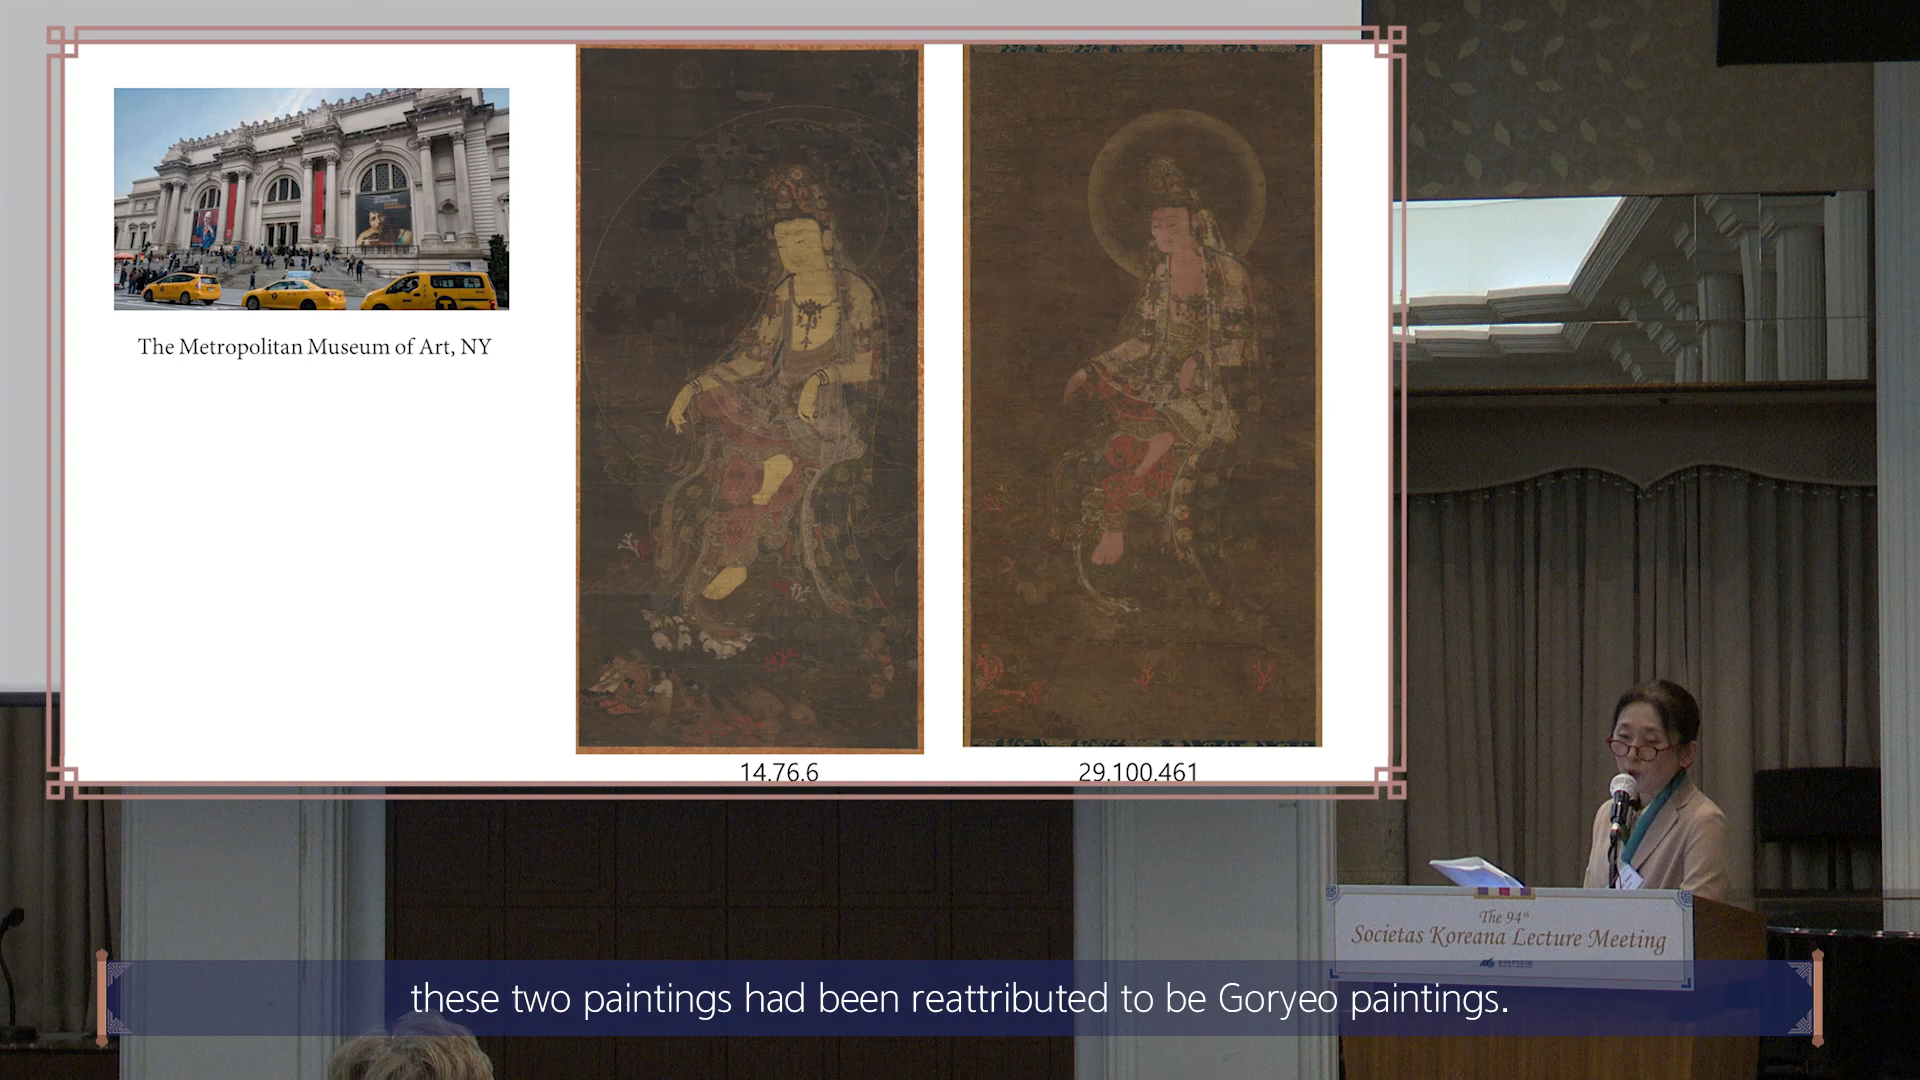 The Metropolitan Museum of Art, NY
14.76.6
29.100.461
The 94th
Societas Koreana Lecture Meeting
these two paintings had been reattributed to be Goryeo paintings.